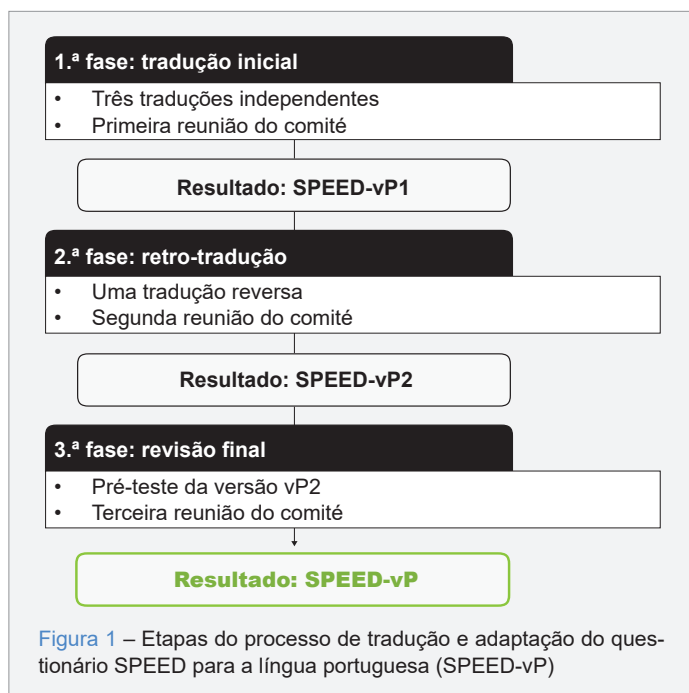 1.ª fase: tradução inicial
• Três traduções independentes
• Primeira reunião do comité
Resultado: SPEED-vP1
2.ª fase: retro-tradução
• Uma tradução reversa
• Segunda reunião do comité
Resultado: SPEED-vP2
3.ª fase: revisão final
• Pré-teste da versão vP2
• Terceira reunião do comité
Resultado: SPEED-vP
Figura 1 – Etapas do processo de tradução e adaptação do ques-
tionário SPEED para a língua portuguesa (SPEED-vP)